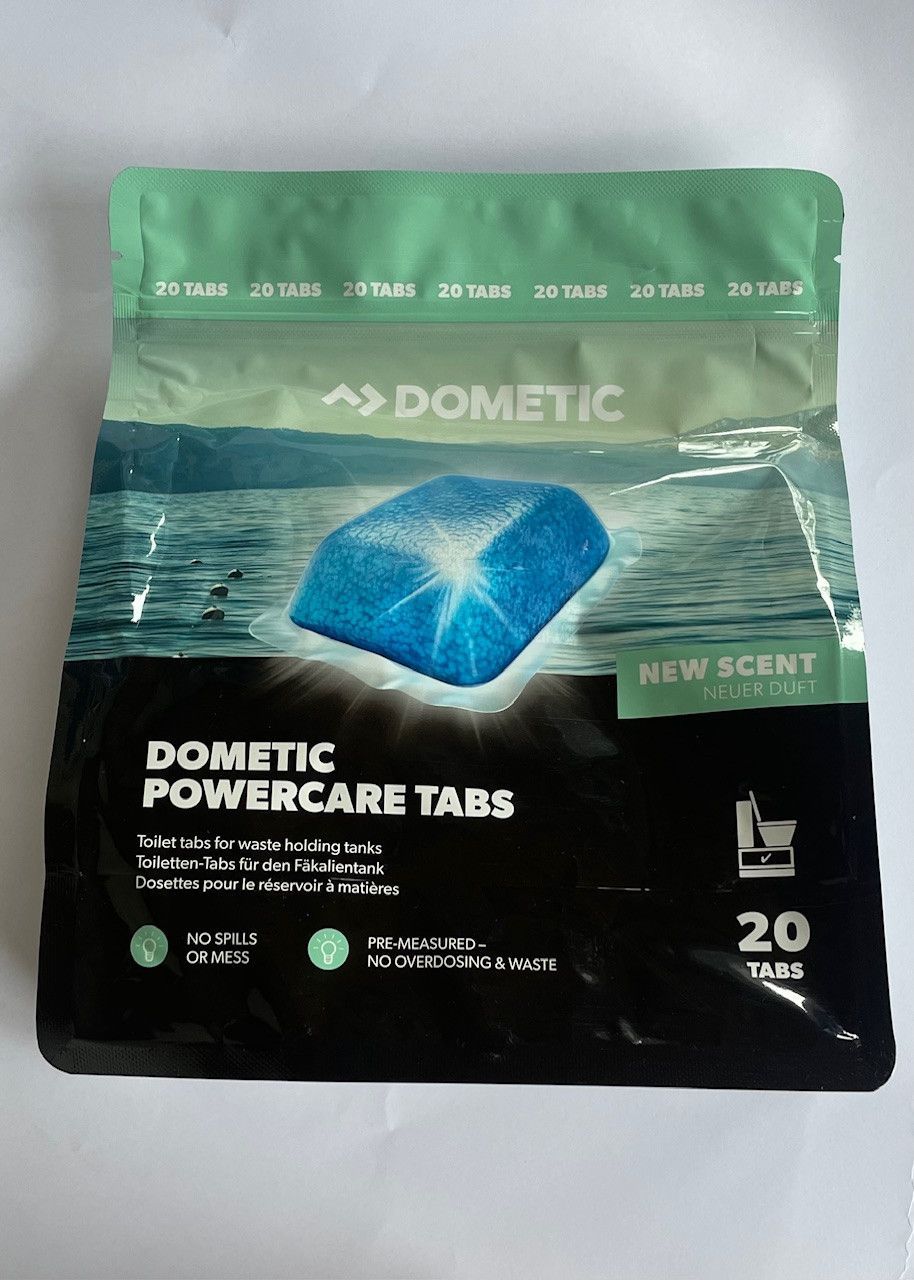 20 TABS 20 TABS 20 TABS 20 TABS 20 TABS 20 TABS 20 TABS
DOMETIC
NEW SCENT
NEUER DUFT
DOMETIC
POWERCARE TABS
Toilet tabs for waste holding tanks
Toiletten-Tabs für den Fäkalientank
Dosettes pour le réservoir à matières
NO SPILLS
OR MESS
PRE-MEASURED –
NO OVERDOSING & WASTE
20
TABS